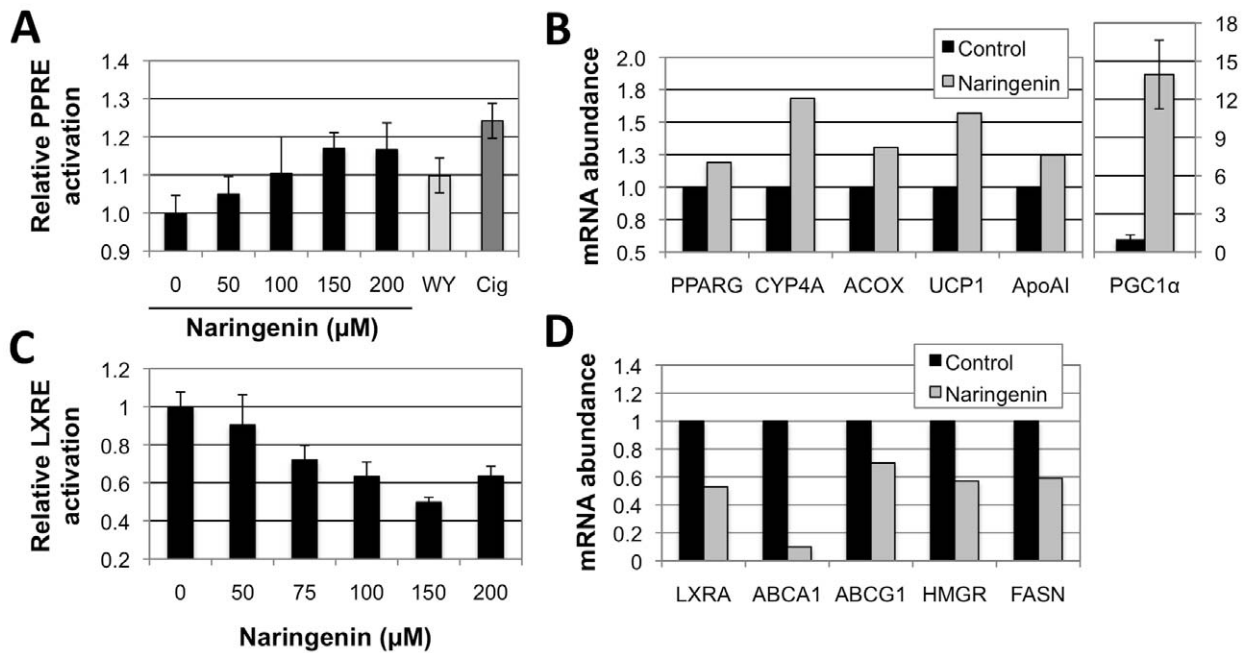 A
Relative PPRE
activation
1.4
1.3
1.2
1.1
1.0
0.9
0 50 100 150 200 WY Cig
Naringenin (µM)
B
mRNA abundance
2.0
1.8
1.5
1.3
1.0
0.8
0.5
Control
Naringenin
PPARG CYP4A ACOX UCP1 ApoAI
18
15
12
9
6
3
0
PGC1α
C
Relative LXRE
activation
1.2
1
0.8
0.6
0.4
0.2
0 50 75 100 150 200
Naringenin (µM)
D
mRNA abundance
1.4
1.2
1
0.8
0.6
0.4
0.2
0
Control
Naringenin
LXRA ABCA1 ABCG1 HMGR FASN